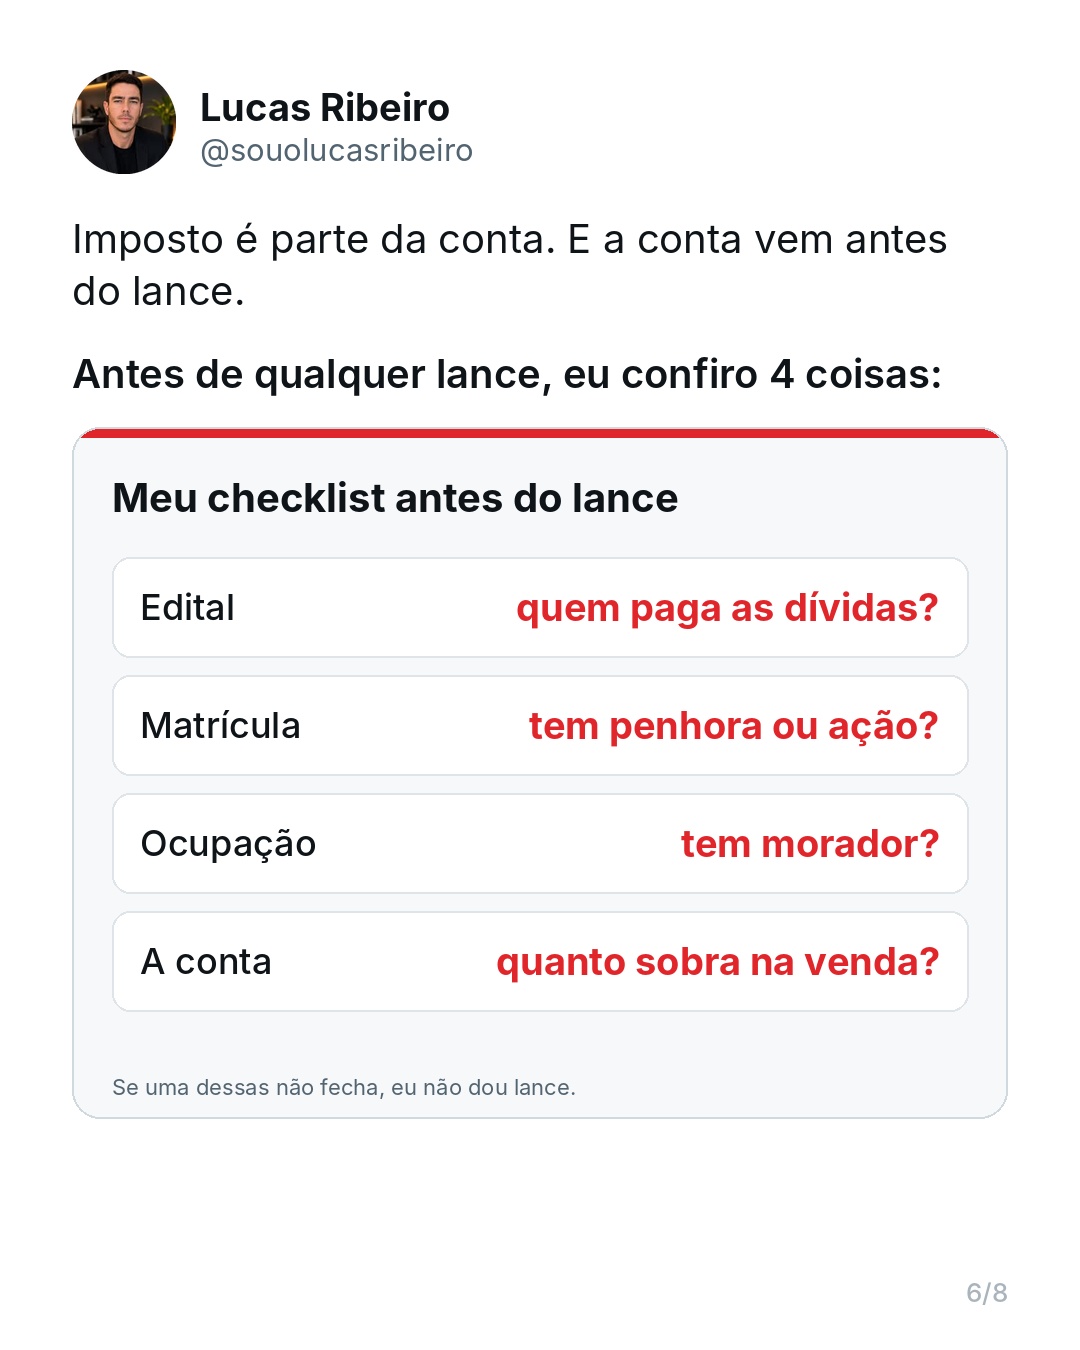 Lucas Ribeiro
@souolucasribeiro
Imposto é parte da conta. E a conta vem antes
do lance.
Antes de qualquer lance, eu confiro 4 coisas:
Meu checklist antes do lance
Edital quem paga as dívidas?
Matrícula tem penhora ou ação?
Ocupação tem morador?
A conta quanto sobra na venda?
Se uma dessas não fecha, eu não dou lance.
6/8